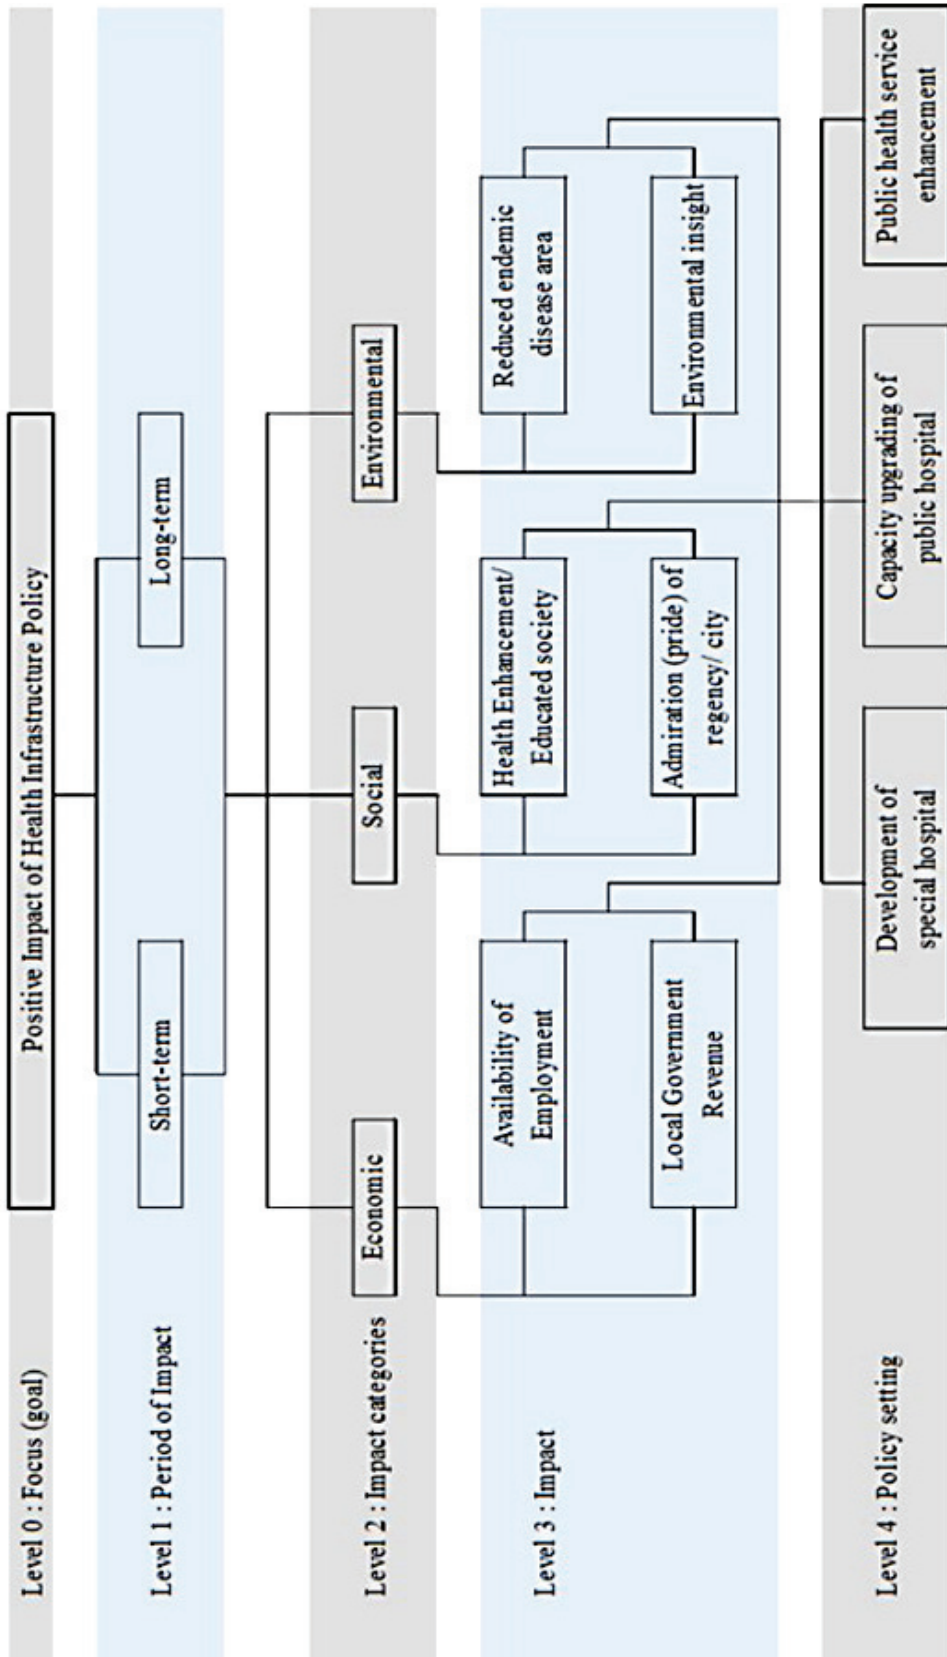 Level 0 : Focus (goal)
Positive Impact of Health Infrastructure Policy
Level 1 : Period of Impact
Short-term
Long-term
Level 2 : Impact categories
Economic
Social
Environmental
Level 3 : Impact
Availability of
Employment
Health Enhancement/
Educated society
Reduced endemic
disease area
Local Government
Revenue
Admiration (pride) of
regency/ city
Environmental insight
Level 4 : Policy setting
Development of
special hospital
Capacity upgrading of
public hospital
Public health service
enhancement